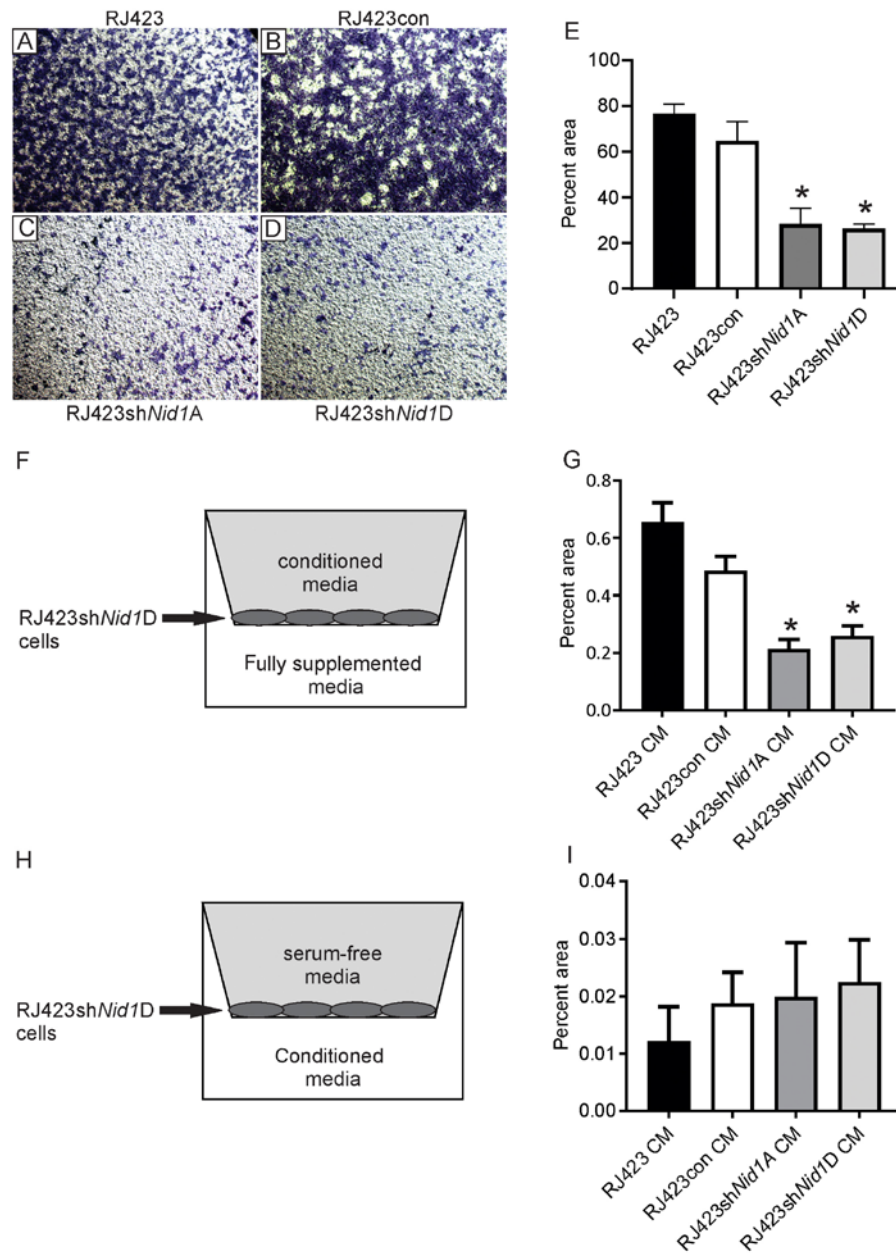 RJ423
RJ423con
A
B
C
D
RJ423shNid1A
RJ423shNid1D
E
Percent area
100
80
60
40
20
0
*
*
RJ423
RJ423con
RJ423shNid1A
RJ423shNid1D
F
conditioned
media
RJ423shNid1D
cells
Fully supplemented
media
G
Percent area
0.8
0.6
0.4
0.2
0.0
*
*
RJ423 CM
RJ423con CM
RJ423shNid1A CM
RJ423shNid1D CM
H
serum-free
media
RJ423shNid1D
cells
Conditioned
media
I
Percent area
0.04
0.03
0.02
0.01
0.00
RJ423 CM
RJ423con CM
RJ423shNid1A CM
RJ423shNid1D CM